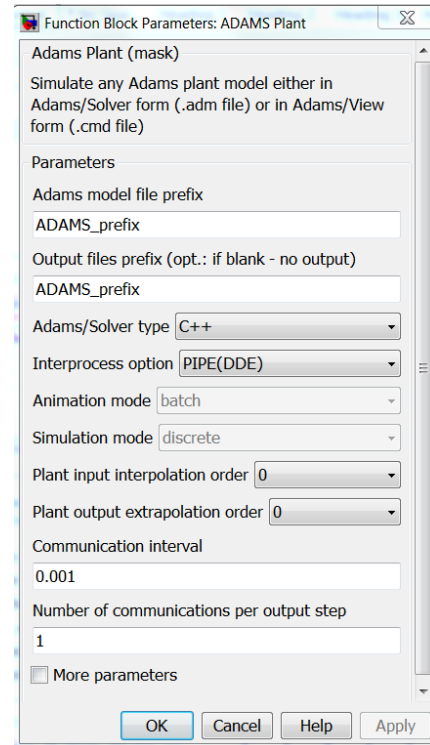 Function Block Parameters: ADAMS Plant
Adams Plant (mask)
Simulate any Adams plant model either in
Adams/Solver form (.adm file) or in Adams/View
form (.cmd file)
Parameters
Adams model file prefix
ADAMS_prefix
Output files prefix (opt.: if blank - no output)
ADAMS_prefix
Adams/Solver type C++
Interprocess option PIPE(DDE)
Animation mode batch
Simulation mode discrete
Plant input interpolation order 0
Plant output extrapolation order 0
Communication interval
0.001
Number of communications per output step
1
More parameters
OK Cancel Help Apply